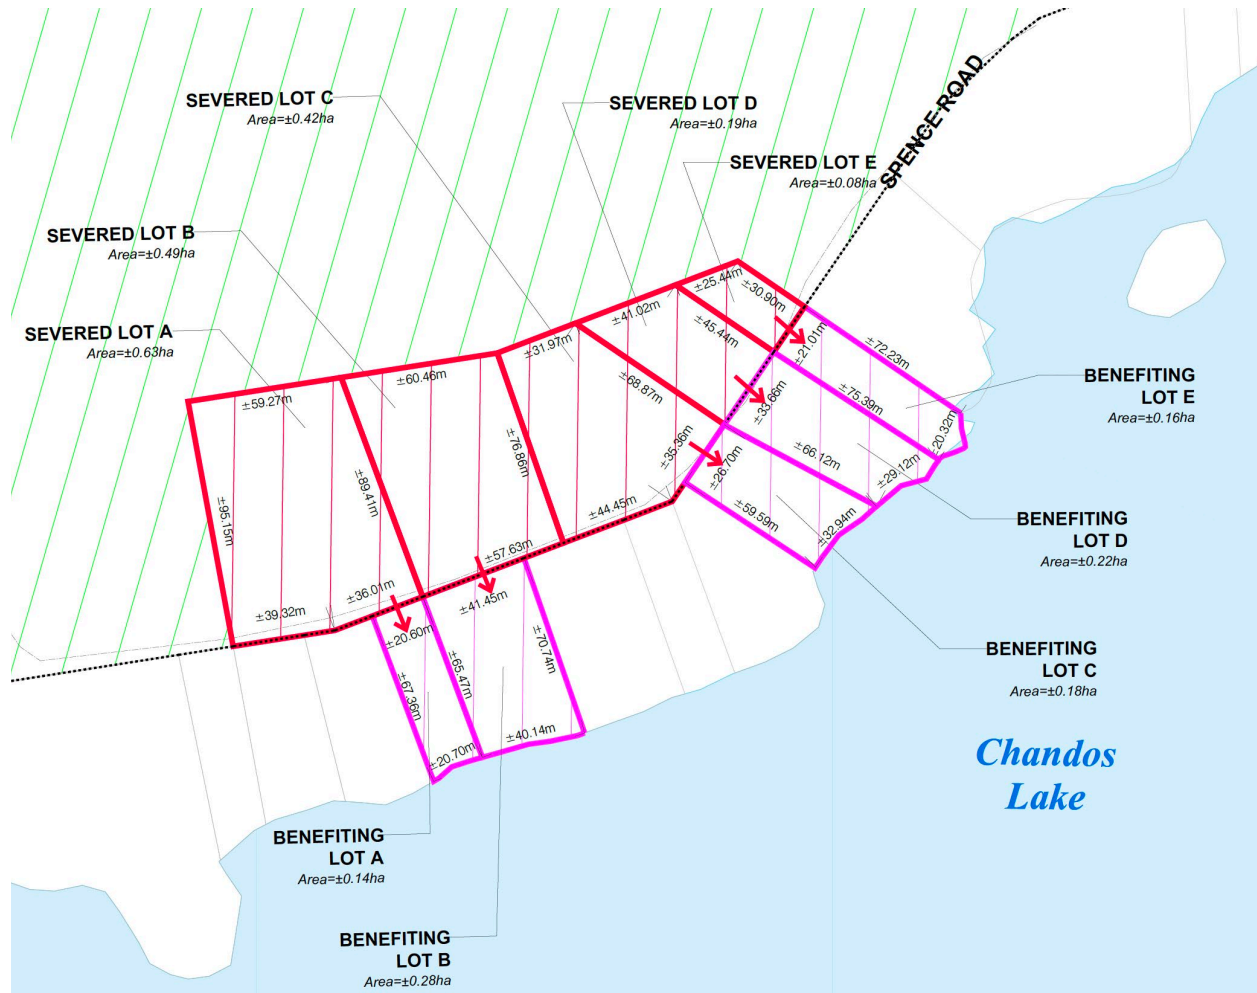 SEVERED LOT C
Area=±0.42ha
SEVERED LOT D
Area=±0.19ha
SEVERED LOT E
Area=±0.08ha
SPENCE ROAD
SEVERED LOT B
Area=±0.49ha
SEVERED LOT A
Area=±0.63ha
±25.44m
±30.90m
±41.02m
±45.44m
±21.01m
±31.97m
±72.23m
±60.46m
±68.87m
±33.66m
±75.39m
±59.27m
BENEFITING
LOT E
Area=±0.16ha
±20.32m
±76.86m
±35.36m
±26.70m
±66.12m
±29.12m
±89.41m
±95.15m
±44.45m
±59.59m
±32.94m
BENEFITING
LOT D
Area=±0.22ha
±57.63m
±36.01m
±39.32m
±41.45m
±20.60m
±70.74m
±65.47m
±67.36m
BENEFITING
LOT C
Area=±0.18ha
±40.14m
±20.70m
Chandos
Lake
BENEFITING
LOT A
Area=±0.14ha
BENEFITING
LOT B
Area=±0.28ha